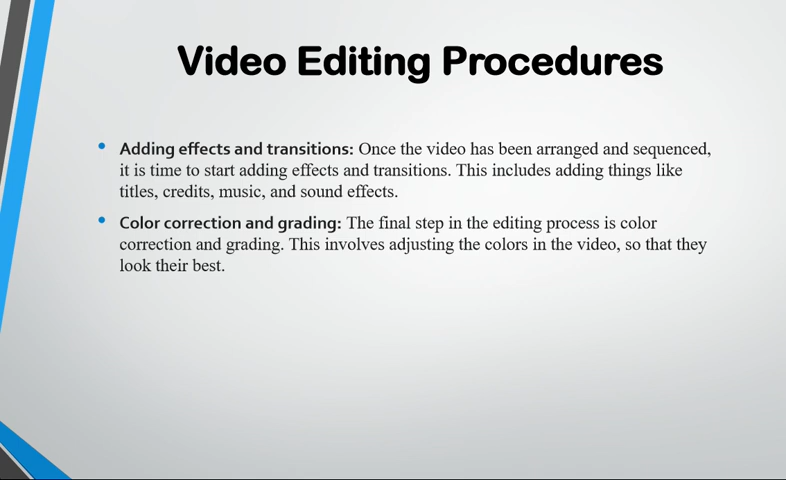 Video Editing Procedures
• Adding effects and transitions: Once the video has been arranged and sequenced,
it is time to start adding effects and transitions. This includes adding things like
titles, credits, music, and sound effects.
• Color correction and grading: The final step in the editing process is color
correction and grading. This involves adjusting the colors in the video, so that they
look their best.